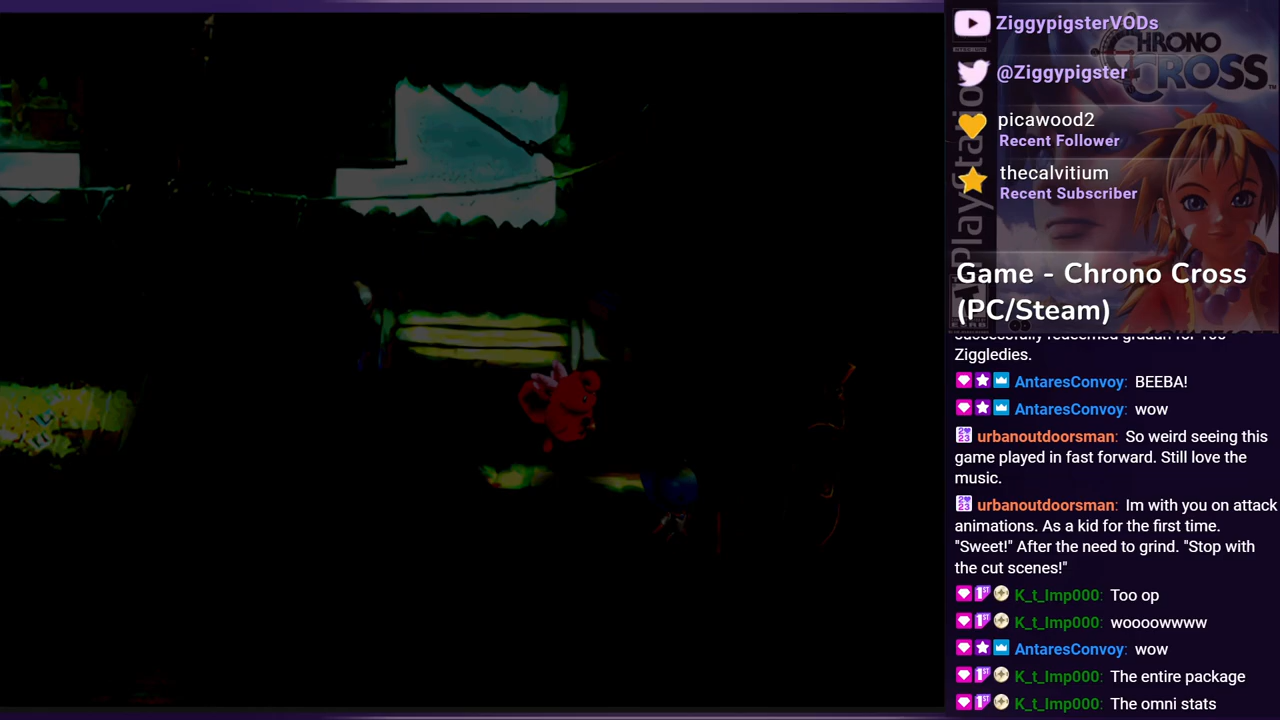 ZiggypigsterVODs
@Ziggypigster
picawood2
Recent Follower
thecalvitium
Recent Subscriber
CHRONO
CROSS
PlayStation
Game - Chrono Cross
(PC/Steam)
Ziggledies.
AntaresConvoy: BEEBA!
AntaresConvoy: wow
urbanoutdoorsman: So weird seeing this
game played in fast forward. Still love the
music.
urbanoutdoorsman: Im with you on attack
animations. As a kid for the first time.
"Sweet!" After the need to grind. "Stop with
the cut scenes!"
K_t_Imp000: Too op
K_t_Imp000: woooowwww
AntaresConvoy: wow
K_t_Imp000: The entire package
K_t_Imp000: The omni stats